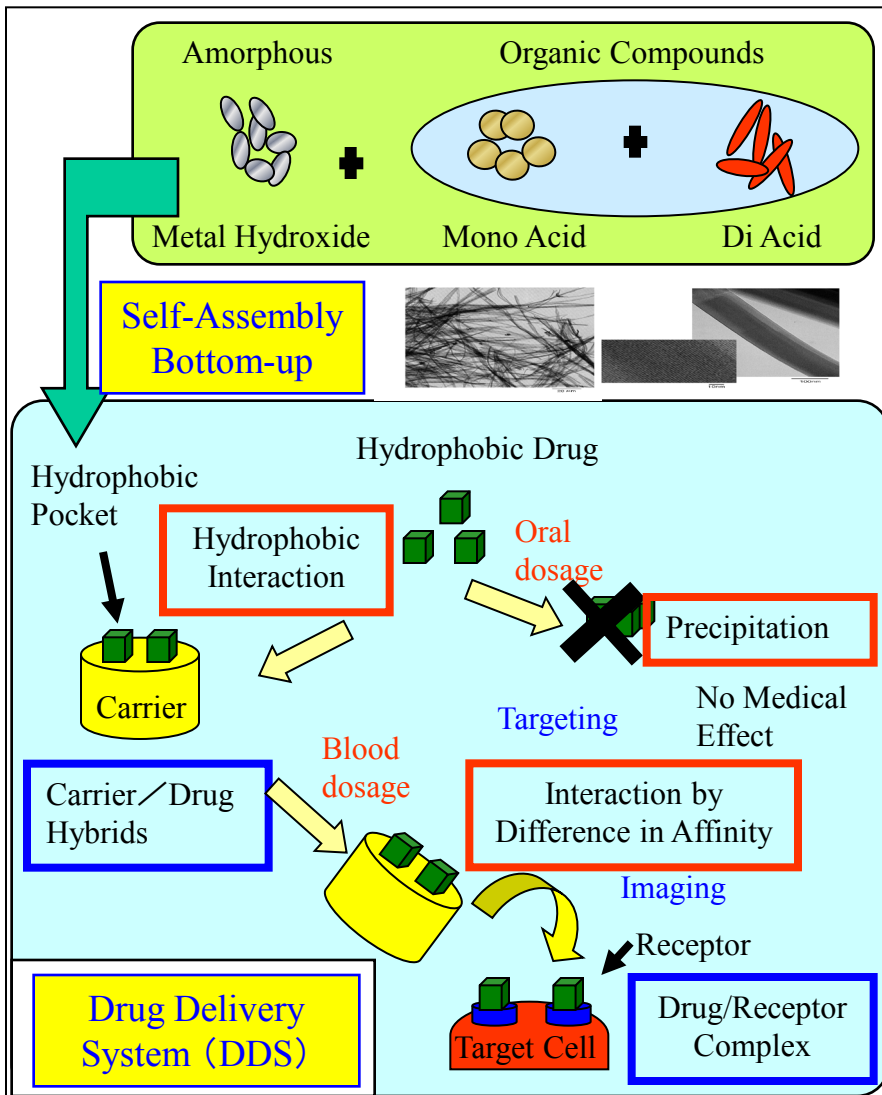 Amorphous
Organic Compounds
Metal Hydroxide
Mono Acid
Di Acid
Self-Assembly
Bottom-up
Hydrophobic Drug
Hydrophobic
Pocket
Hydrophobic
Interaction
Oral
dosage
Precipitation
Carrier
No Medical
Effect
Targeting
Blood
dosage
Carrier／Drug
Hybrids
Interaction by
Difference in Affinity
Imaging
Receptor
Drug Delivery
System（DDS）
Target Cell
Drug/Receptor
Complex